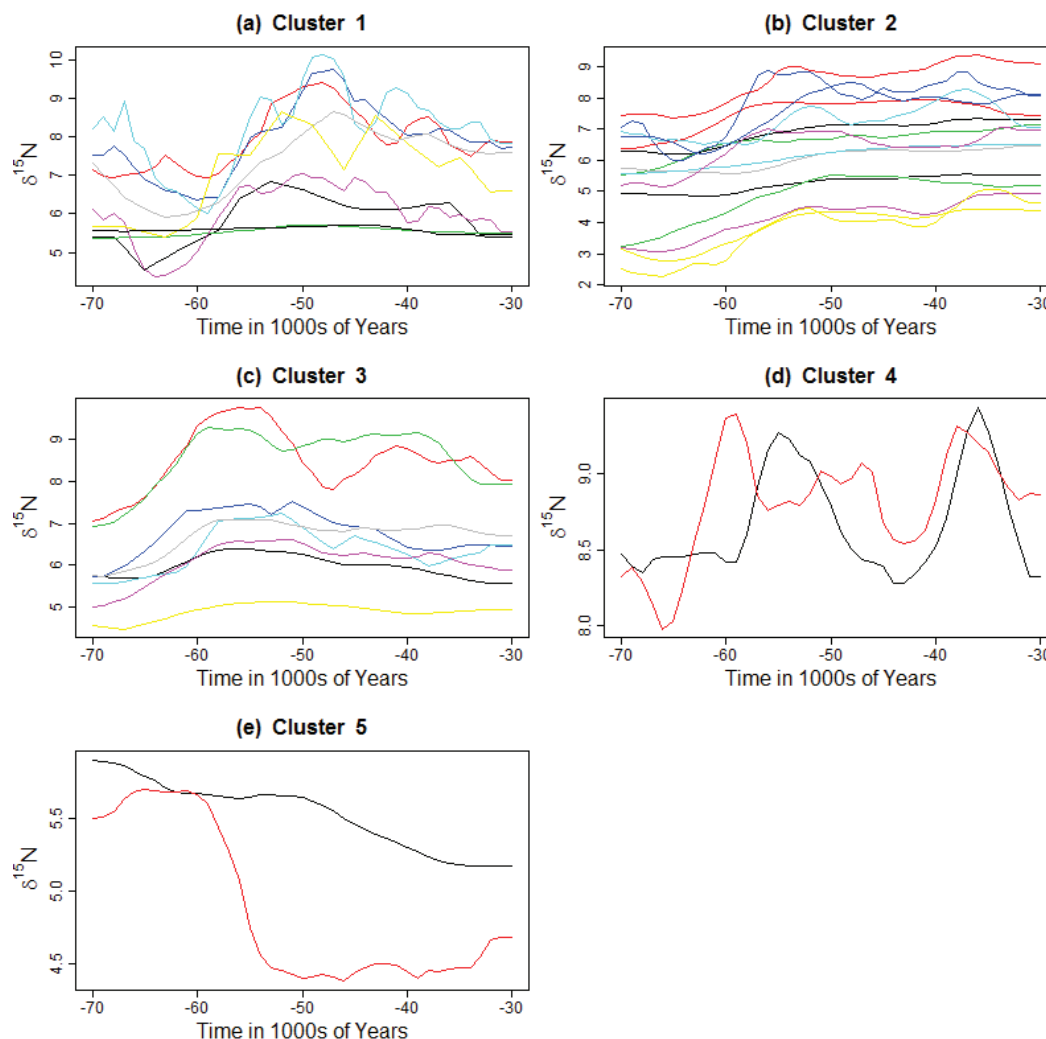 (a) Cluster 1
δ¹⁵N
10
9
8
7
6
5
-70 -60 -50 -40 -30
Time in 1000s of Years
(b) Cluster 2
δ¹⁵N
9
8
7
6
5
4
3
2
-70 -60 -50 -40 -30
Time in 1000s of Years
(c) Cluster 3
δ¹⁵N
9
8
7
6
5
-70 -60 -50 -40 -30
Time in 1000s of Years
(d) Cluster 4
δ¹⁵N
9.0
8.5
8.0
-70 -60 -50 -40 -30
Time in 1000s of Years
(e) Cluster 5
δ¹⁵N
5.5
5.0
4.5
-70 -60 -50 -40 -30
Time in 1000s of Years